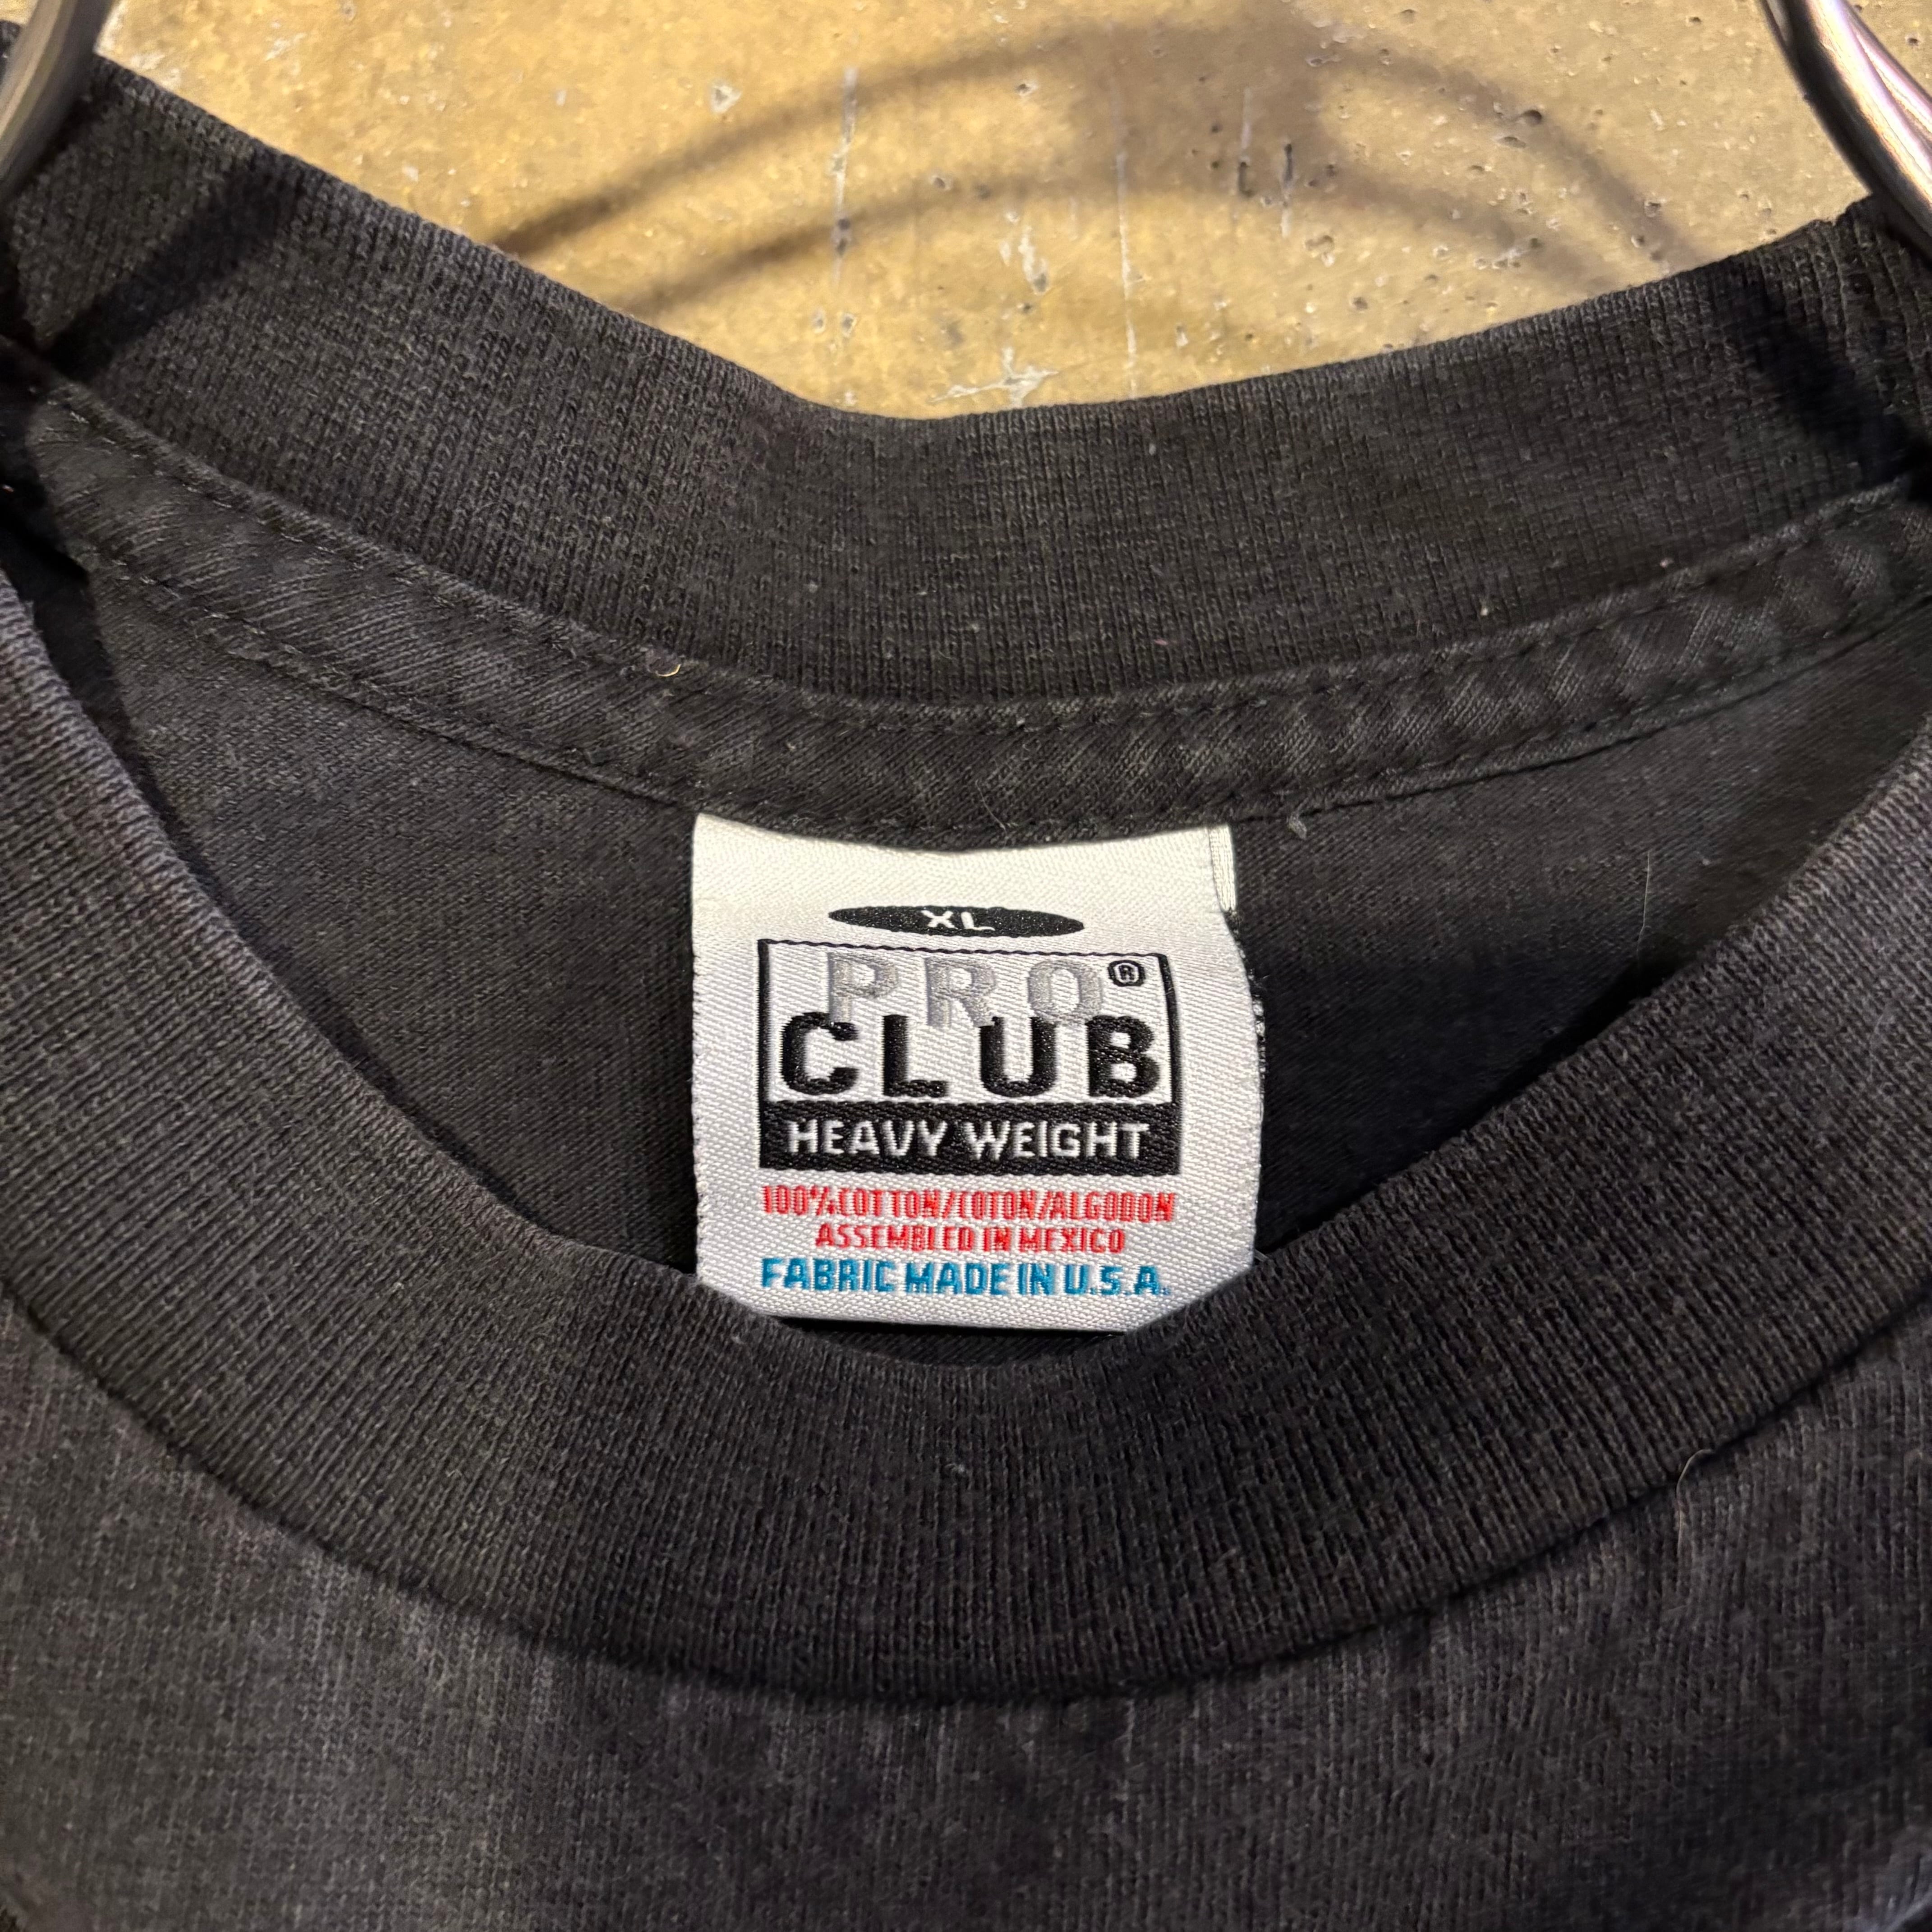 XL
PRO®
CLUB
HEAVY WEIGHT
100%COTTON/COTON/ALGODON
ASSEMBLED IN MEXICO
FABRIC MADE IN U.S.A.